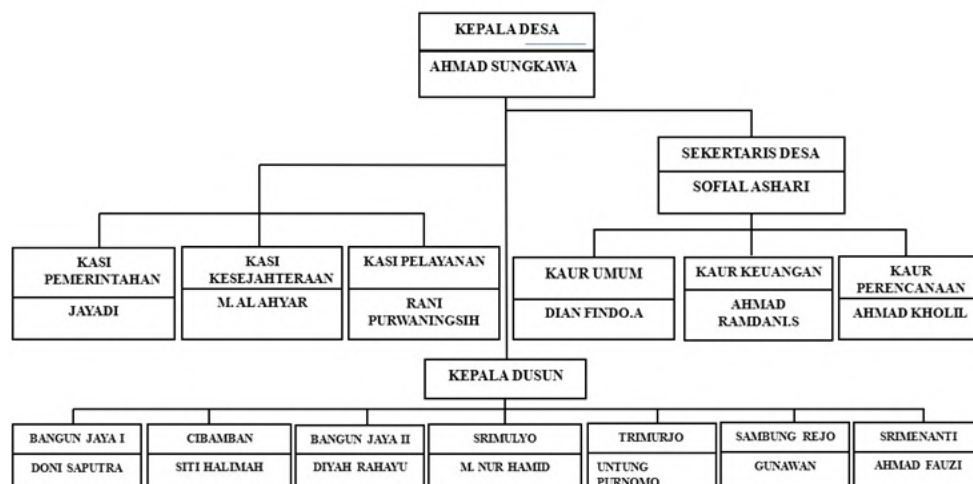 KEPALA DESA
AHMAD SUNGKAWA
SEKERTARIS DESA
SOFIAL ASHARI
KASI
PEMERINTAHAN
JAYADI
KASI
KESEJAHTERAAN
M. AL AHYAR
KASI PELAYANAN
RANI
PURWANINGSIH
KAUR UMUM
DIAN FINDO.A
KAUR KEUANGAN
AHMAD
RAMDANI.S
KAUR
PERENCANAAN
AHMAD KHOLIL
KEPALA DUSUN
BANGUN JAYA I
DONI SAPUTRA
CIBAMBAN
SITI HALIMAH
BANGUN JAYA II
DIYAH RAHAYU
SRIMULYO
M. NUR HAMID
TRIMURJO
UNTUNG
PURNOMO
SAMBUNG REJO
GUNAWAN
SRIMENANTI
AHMAD FAUZI